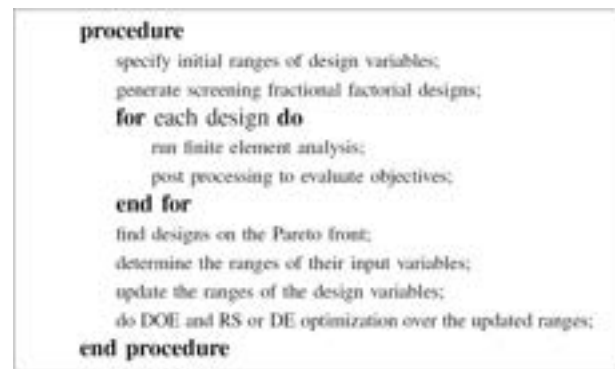 procedure
specify initial ranges of design variables;
generate screening fractional factorial designs;
for each design do
run finite element analysis;
post processing to evaluate objectives;
end for
find designs on the Pareto front;
determine the ranges of their input variables;
update the ranges of the design variables;
do DOE and RS or DE optimization over the updated ranges;
end procedure